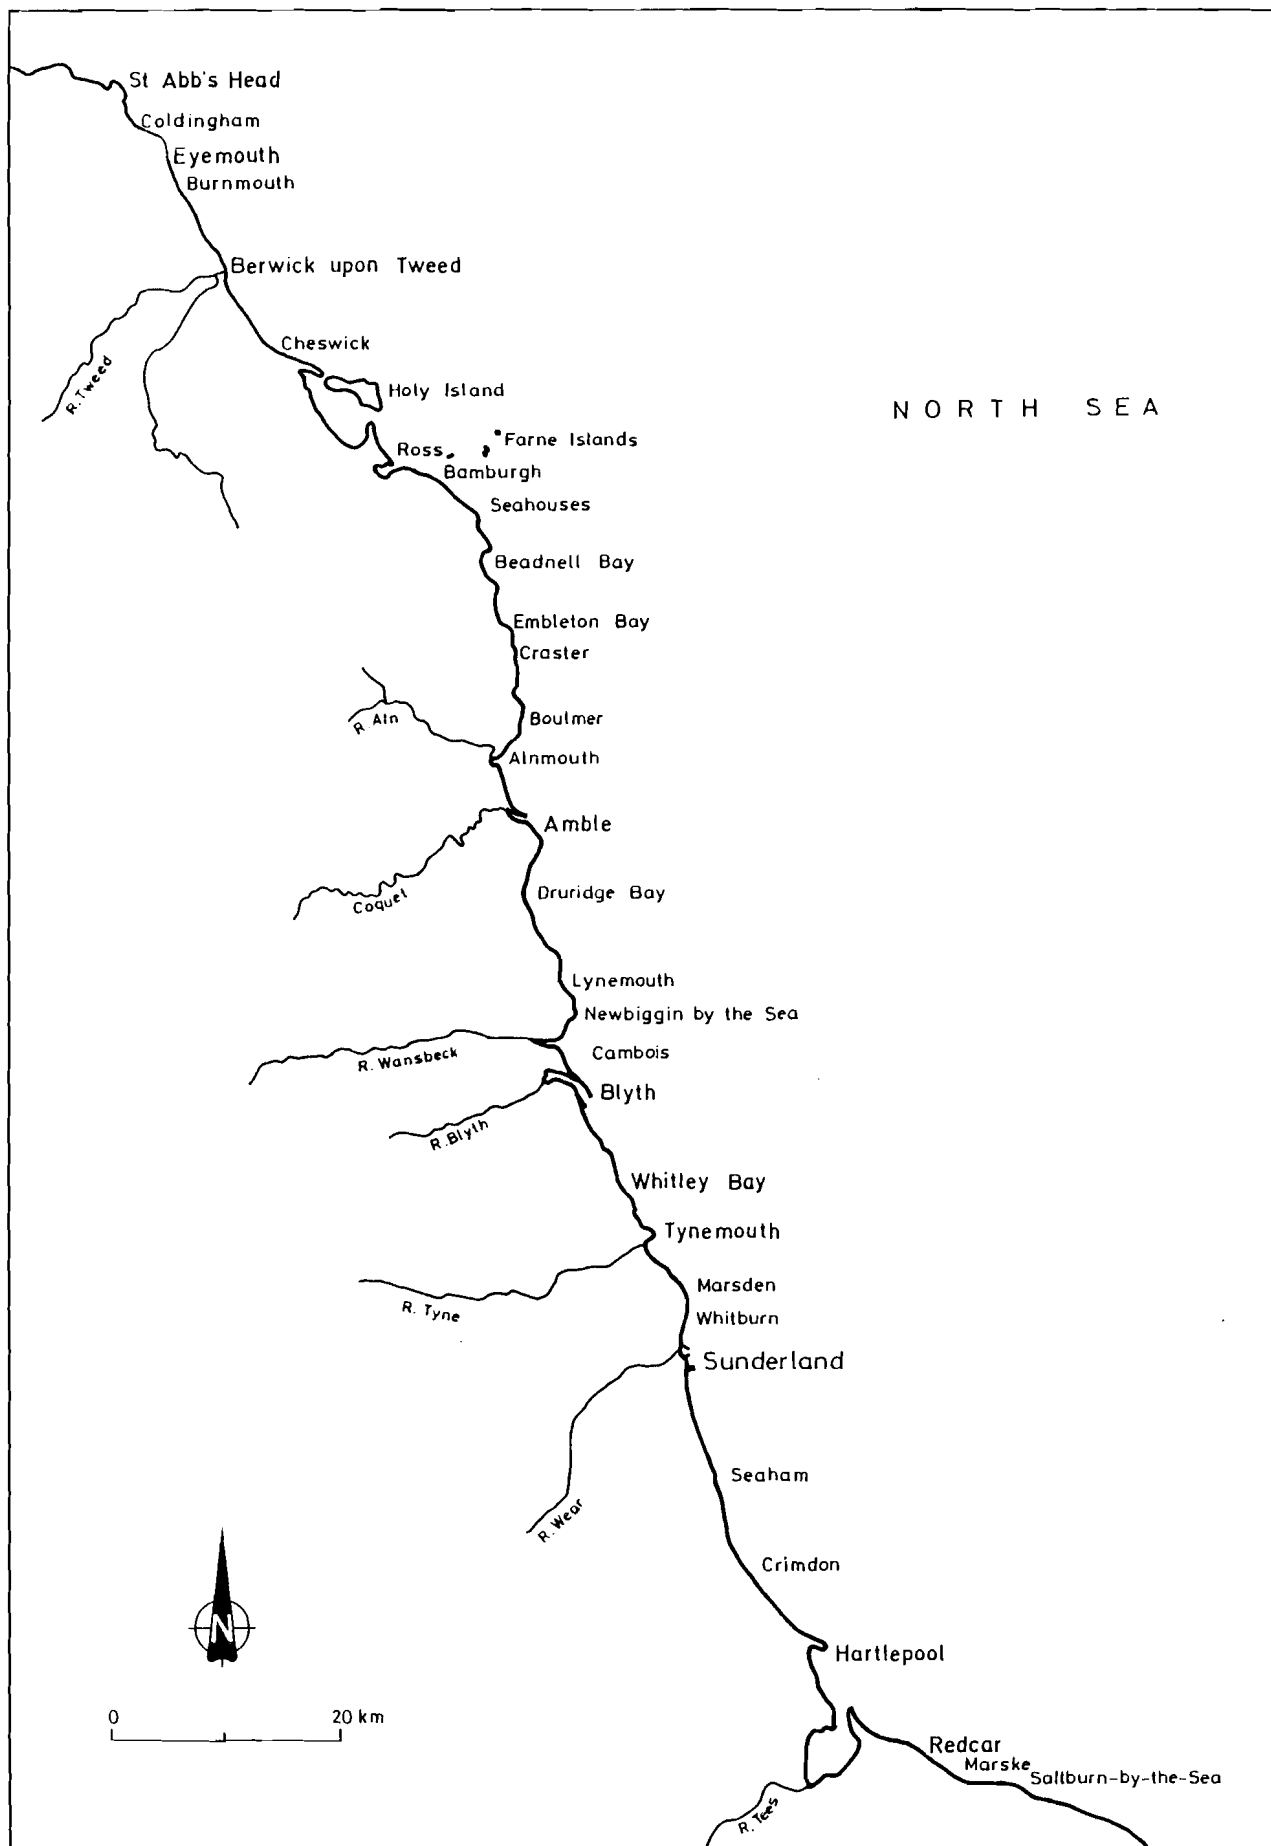 St Abb's Head
Coldingham
Eyemouth
Burnmouth
Berwick upon Tweed
Cheswick
R. Tweed
Holy Island
NORTH SEA
Farne Islands
Ross
Bamburgh
Seahouses
Beadnell Bay
Embleton Bay
Craster
R. Aln
Boulmer
Alnmouth
Amble
Coquet
Druridge Bay
Lynemouth
Newbiggin by the Sea
R. Wansbeck
Cambois
Blyth
R. Blyth
Whitley Bay
Tynemouth
Marsden
R. Tyne
Whitburn
Sunderland
Seaham
R. Wear
Crimdon
N
Hartlepool
0 20 km
Redcar
Marske
Saltburn-by-the-Sea
R. Tees